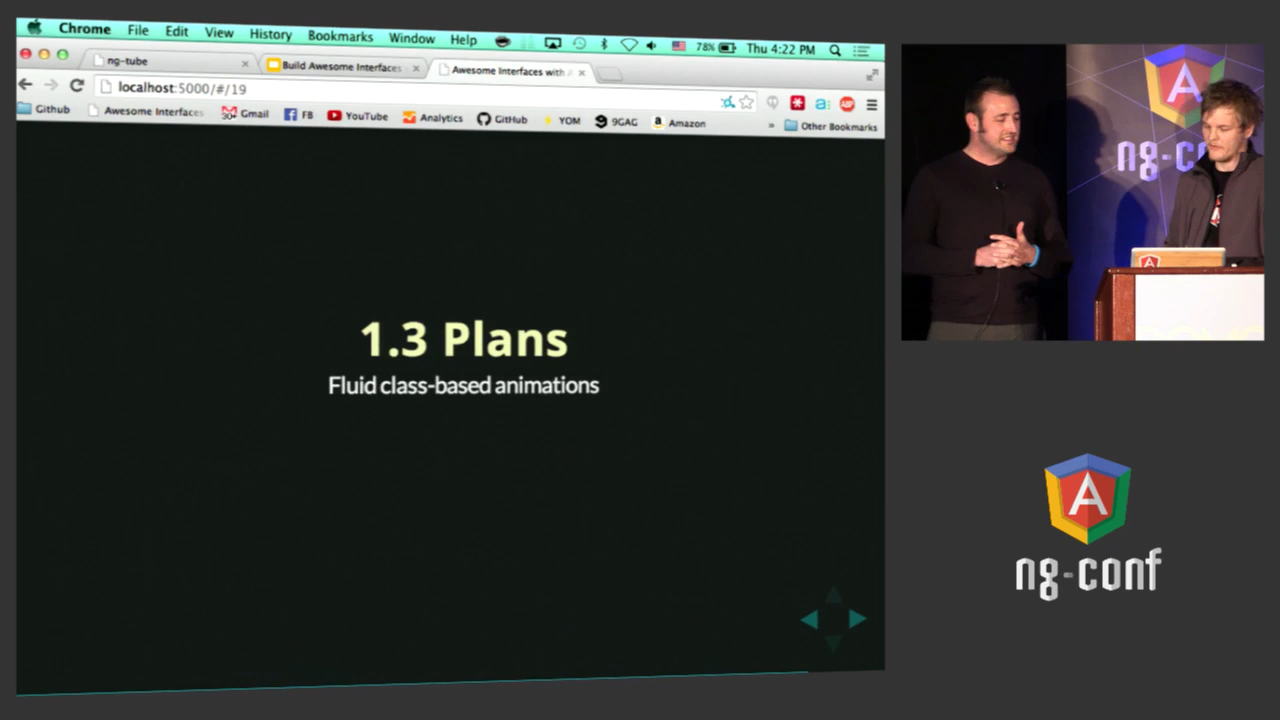 Chrome File Edit View History Bookmarks Window Help 78% Thu 4:22 PM
ng-tube
Build Awesome Interfaces
Awesome Interfaces with A
localhost:5000/#/19
Github Awesome Interfaces Gmail FB YouTube Analytics GitHub YOM 9GAG Amazon » Other Bookmarks
1.3 Plans
Fluid class-based animations
A
ng-co
A
ng-conf